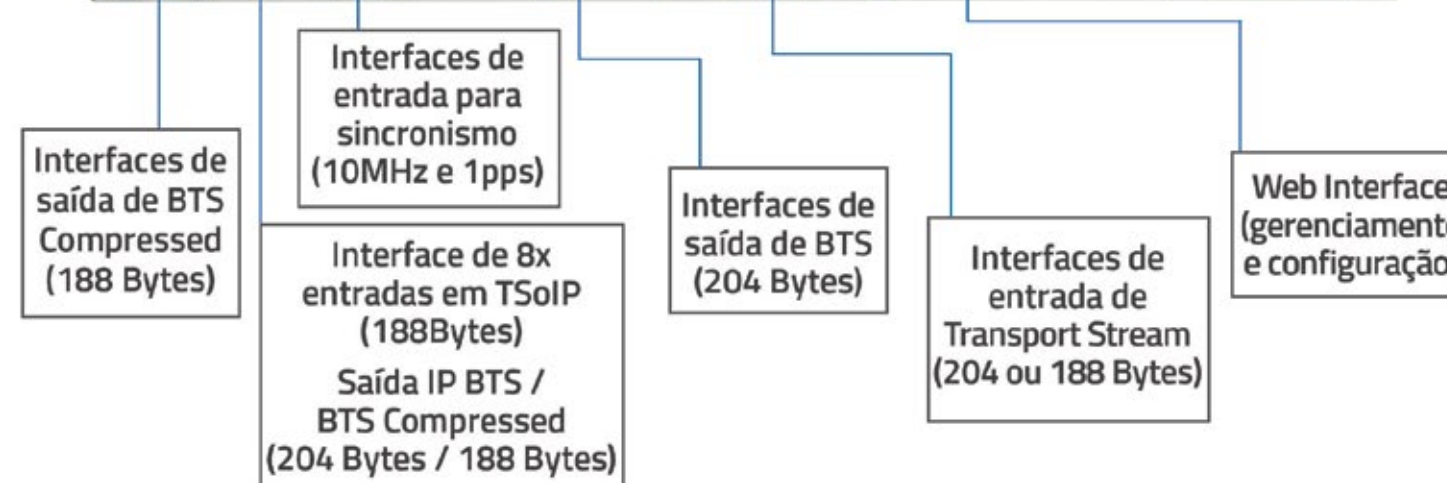 Interfaces de
saída de BTS
Compressed
(188 Bytes)
Interfaces de
entrada para
sincronismo
(10MHz e 1pps)
Interface de 8x
entradas em TSoIP
(188Bytes)
Saída IP BTS /
BTS Compressed
(204 Bytes / 188 Bytes)
Interfaces de
saída de BTS
(204 Bytes)
Interfaces de
entrada de
Transport Stream
(204 ou 188 Bytes)
Web Interface
(gerenciamento
e configuração